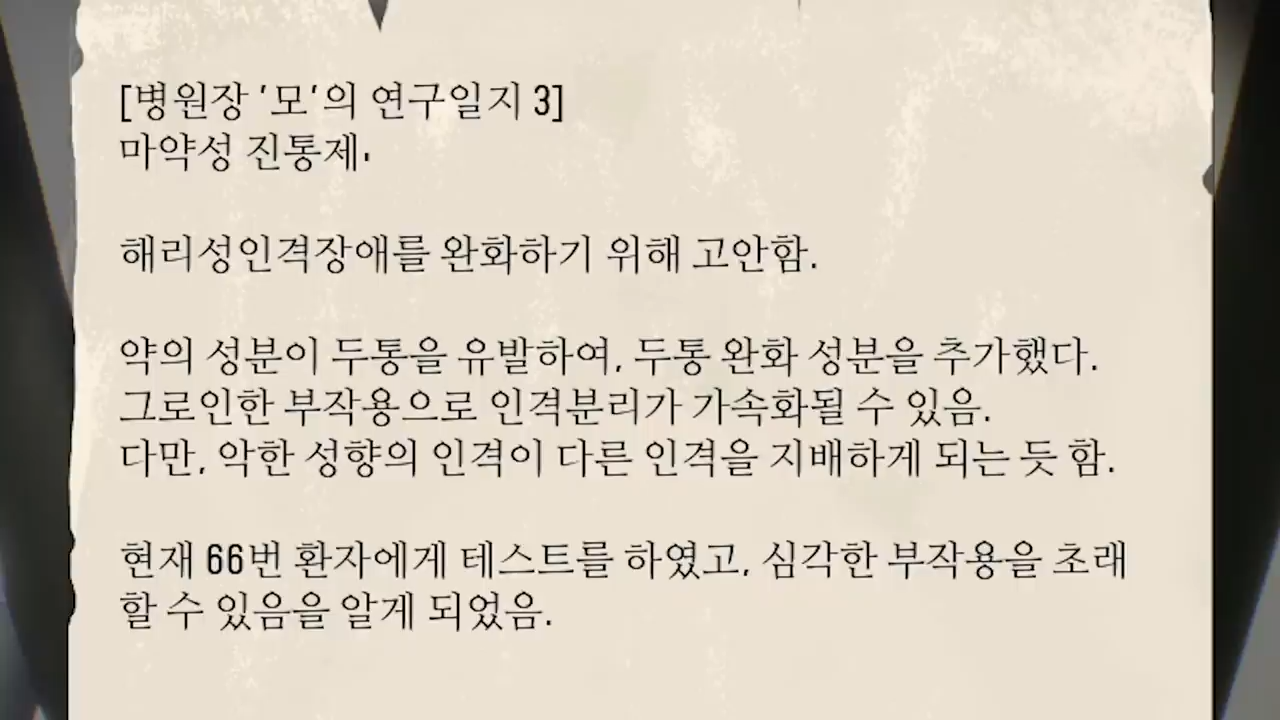 [병원장 '모'의 연구일지 3]
마약성 진통제.
해리성인격장애를 완화하기 위해 고안함.
약의 성분이 두통을 유발하여, 두통 완화 성분을 추가했다.
그로인한 부작용으로 인격분리가 가속화될 수 있음.
다만, 악한 성향의 인격이 다른 인격을 지배하게 되는 듯 함.
현재 66번 환자에게 테스트를 하였고, 심각한 부작용을 초래
할 수 있음을 알게 되었음.